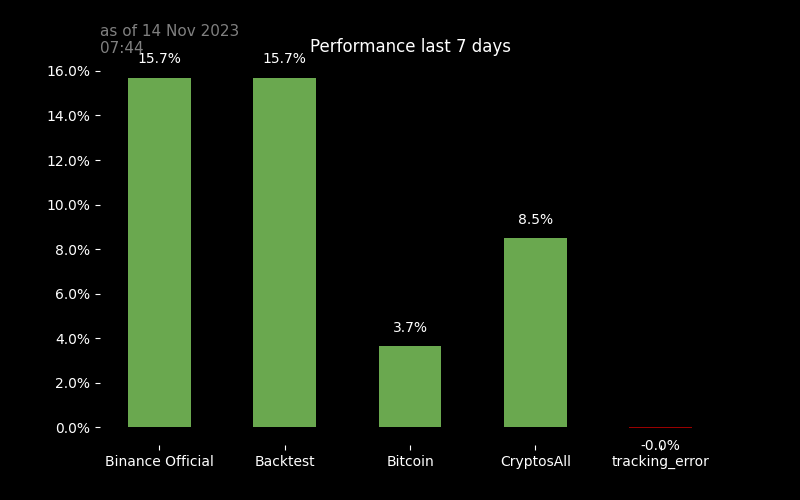 as of 14 Nov 2023
07:44
Performance last 7 days
15.7%
15.7%
3.7%
8.5%
-0.0%
16.0%
14.0%
12.0%
10.0%
8.0%
6.0%
4.0%
2.0%
0.0%
Binance Official
Backtest
Bitcoin
CryptosAll
tracking_error